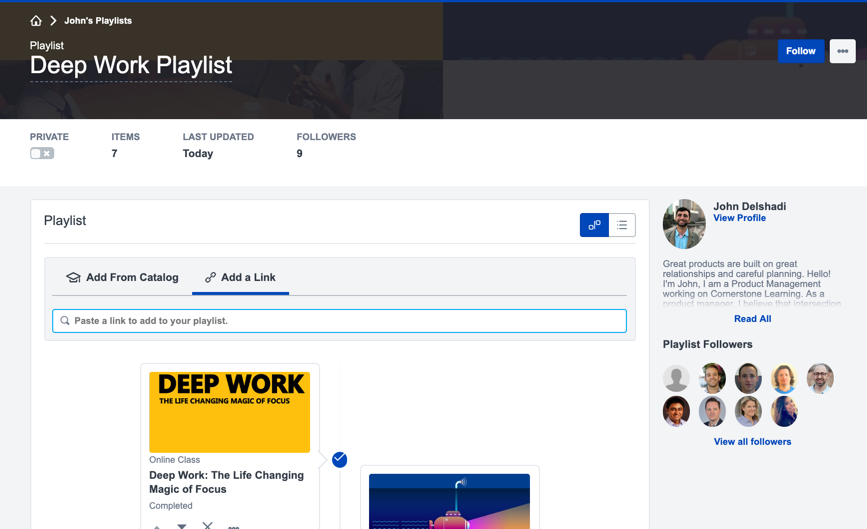 John's Playlists
Playlist
Deep Work Playlist
Follow
PRIVATE
ITEMS
LAST UPDATED
FOLLOWERS
7
Today
9
Playlist
Add From Catalog
Add a Link
Paste a link to add to your playlist.
DEEP WORK
THE LIFE CHANGING MAGIC OF FOCUS
Online Class
Deep Work: The Life Changing
Magic of Focus
Completed
John Delshadi
View Profile
Great products are built on great
relationships and careful planning. Hello!
I'm John, I am a Product Management
working on Cornerstone Learning. As a
product manager, I believe that intersection
Read All
Playlist Followers
View all followers